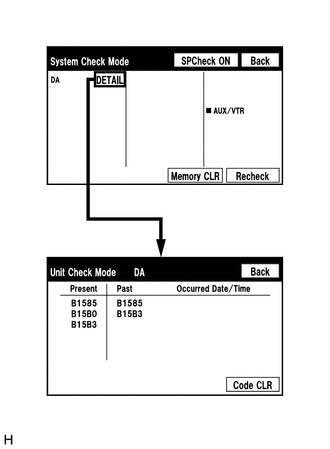 System Check Mode SPCheck ON Back
DA DETAIL
■ AUX/VTR
Memory CLR Recheck
Unit Check Mode DA Back
Present Past Occurred Date/Time
B1585 B1585
B15B0 B15B3
B15B3
Code CLR
H